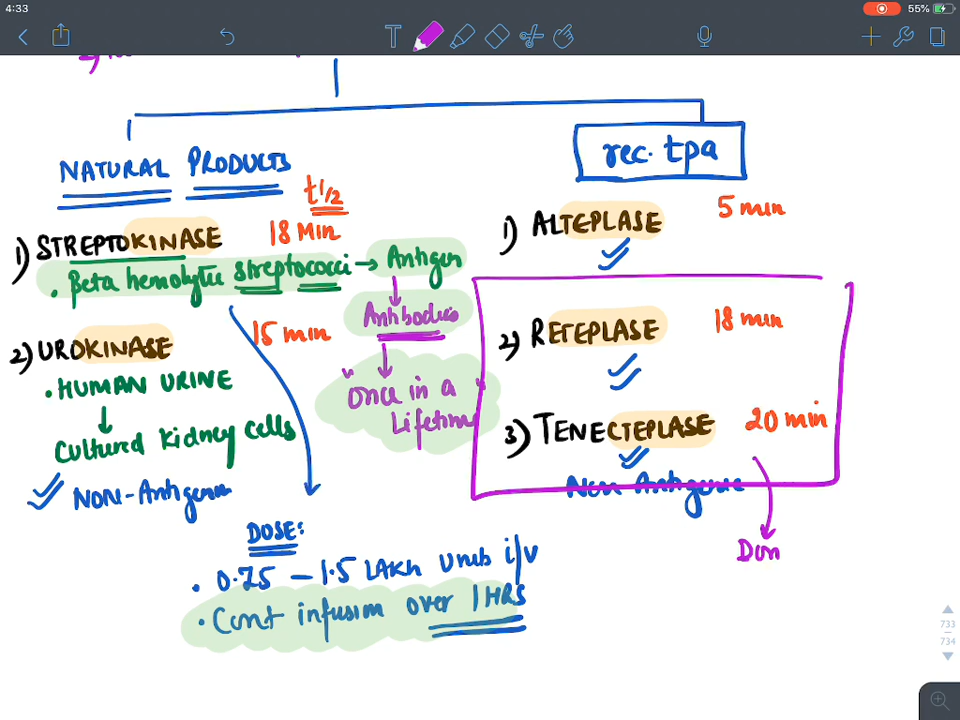 4:33
55%
T
NATURAL PRODUCTS
rec. tpa
t1/2
1) STREPTOKINASE 18 Min
• Beta hemolytic streptococci → Antigen
Antibodies
"Once in a Lifetime"
2) UROKINASE 15 min
• HUMAN URINE
Cultured Kidney Cells
NON-Antigenic
1) ALTEPLASE 5 min
2) RETEPLASE 18 min
3) TENECTEPLASE 20 min
Non Antigenic
Don
DOSE:
• 0.75 – 1.5 LAKH Units i/v
• Cont infusion over 1 HRS
733
734